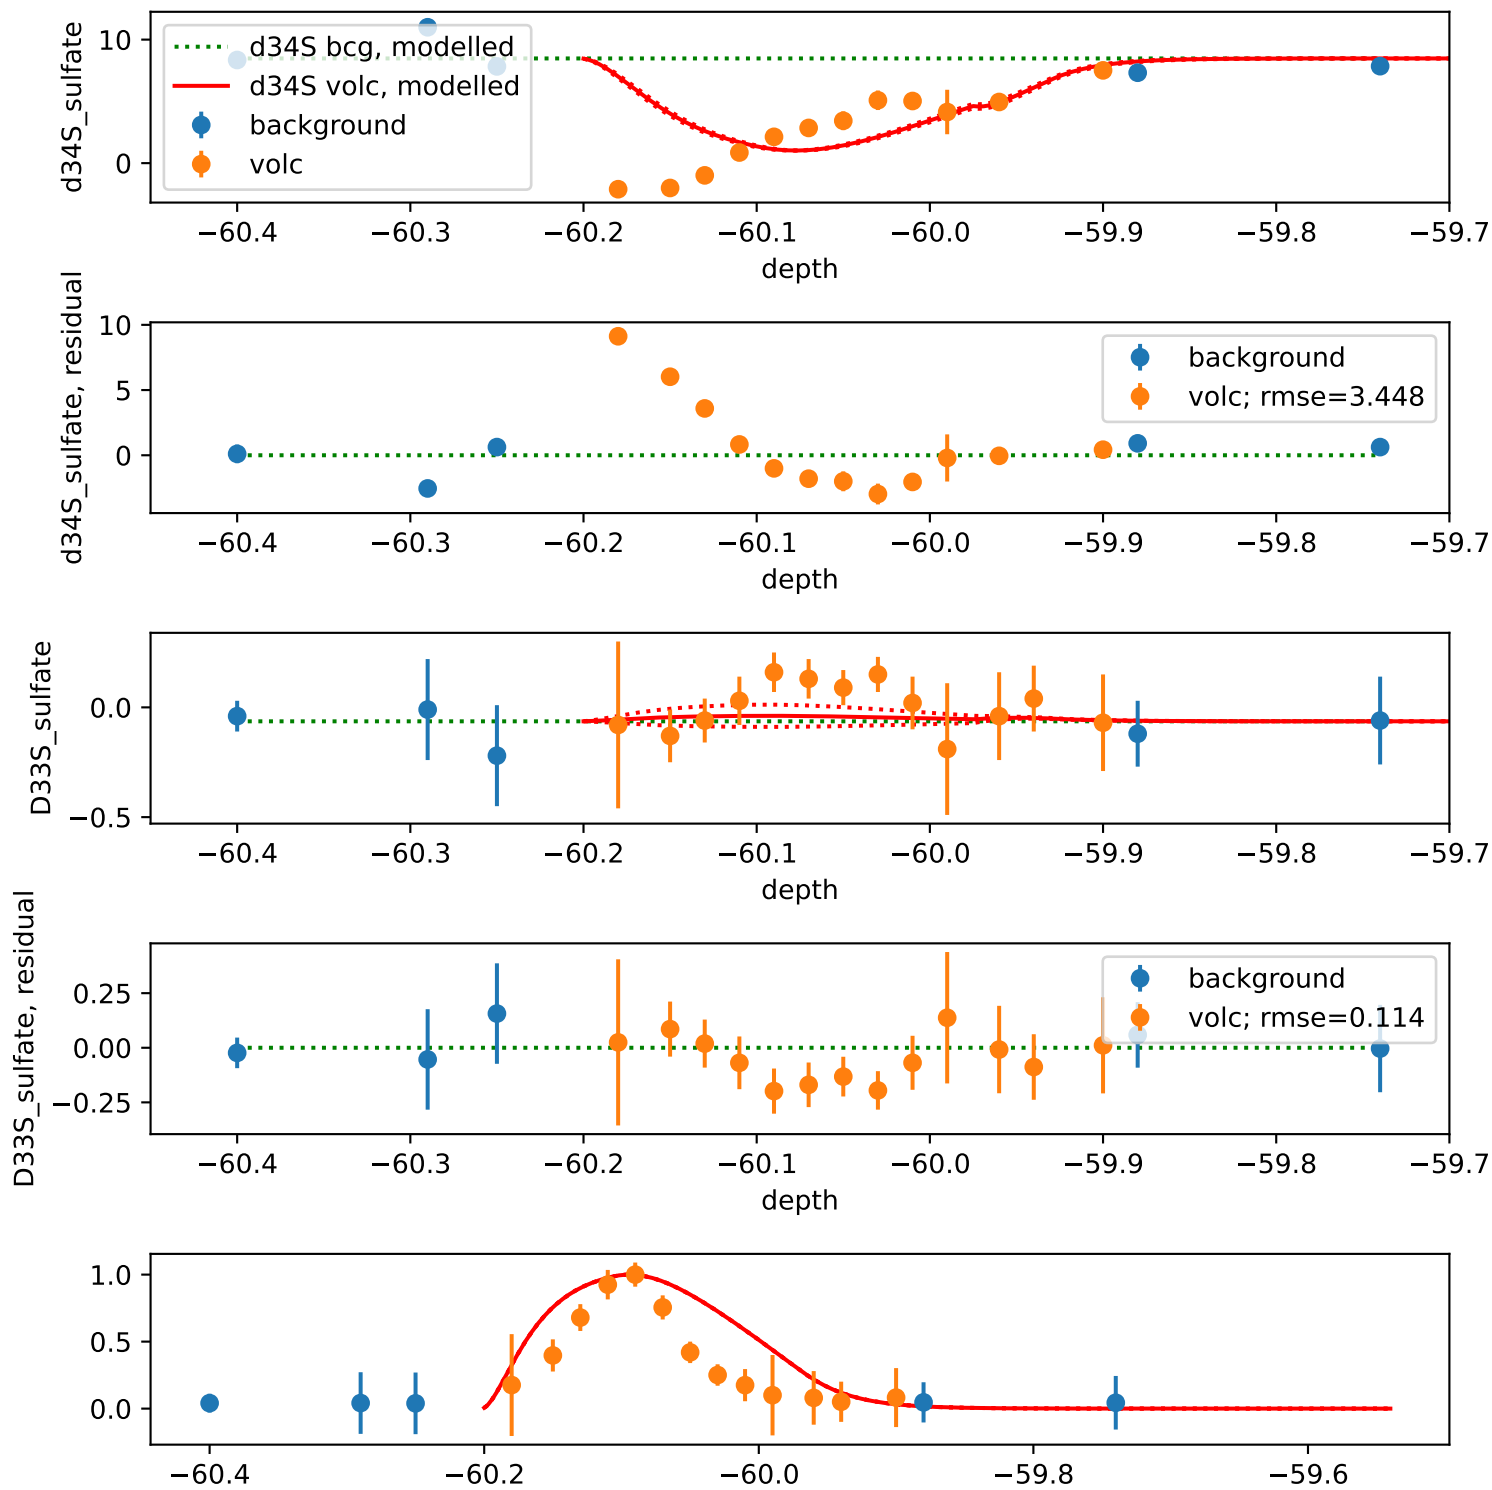 d34S_sulfate
10
0
d34S bcg, modelled
d34S volc, modelled
background
volc
−60.4 −60.3 −60.2 −60.1 −60.0 −59.9 −59.8 −59.7
depth
d34S_sulfate, residual
10
5
0
background
volc; rmse=3.448
−60.4 −60.3 −60.2 −60.1 −60.0 −59.9 −59.8 −59.7
depth
D33S_sulfate
0.0
−0.5
−60.4 −60.3 −60.2 −60.1 −60.0 −59.9 −59.8 −59.7
depth
D33S_sulfate, residual
0.25
0.00
−0.25
background
volc; rmse=0.114
−60.4 −60.3 −60.2 −60.1 −60.0 −59.9 −59.8 −59.7
depth
1.0
0.5
0.0
−60.4 −60.2 −60.0 −59.8 −59.6